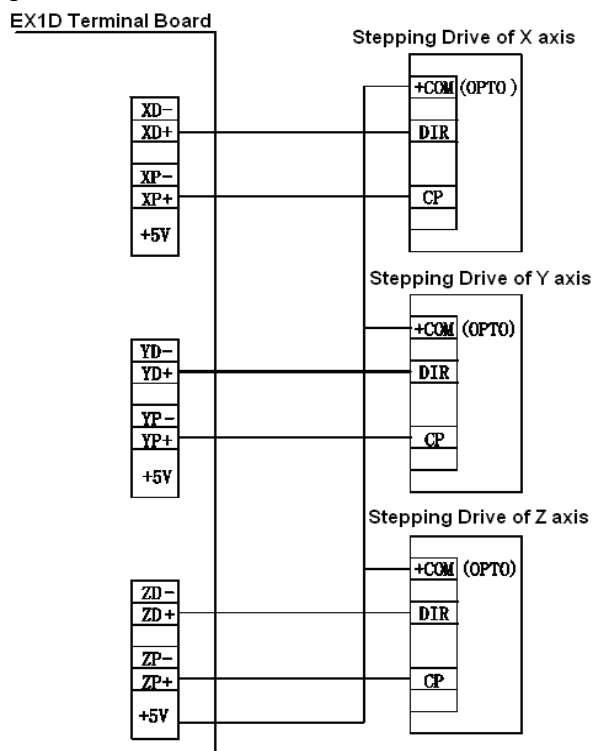 EX1D Terminal Board
Stepping Drive of X axis
+COM (OPTO)
XD-
XD+
DIR
XP-
XP+
CP
+5V
Stepping Drive of Y axis
+COM (OPTO)
YD-
YD+
DIR
YP-
YP+
CP
+5V
Stepping Drive of Z axis
+COM (OPTO)
ZD-
ZD+
DIR
ZP-
ZP+
CP
+5V